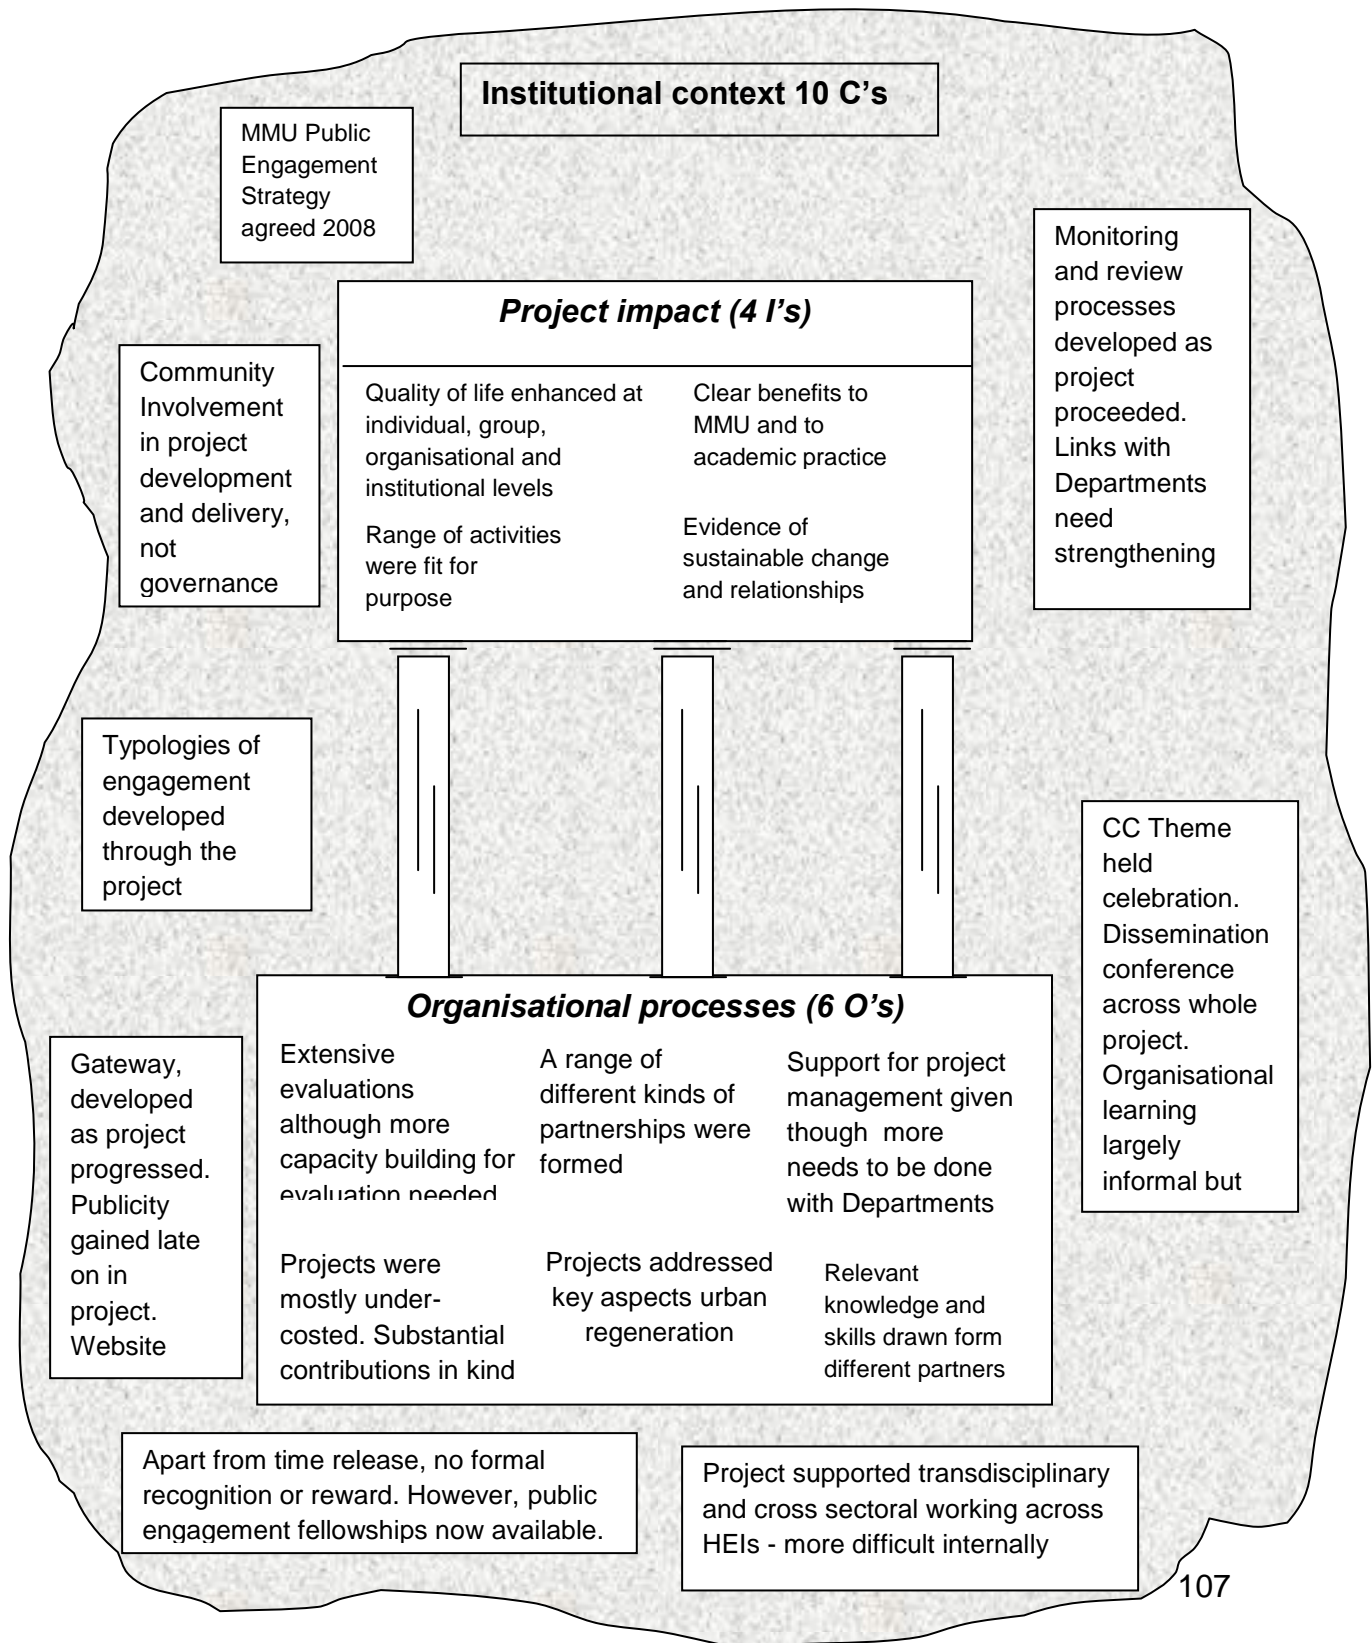 Institutional context 10 C's
MMU Public
Engagement
Strategy
agreed 2008
Monitoring
and review
processes
developed as
project
proceeded.
Links with
Departments
need
strengthening
Project impact (4 I's)
Quality of life enhanced at
individual, group,
organisational and
institutional levels
Clear benefits to
MMU and to
academic practice
Range of activities
were fit for
purpose
Evidence of
sustainable change
and relationships
Community
Involvement
in project
development
and delivery,
not
governance
Typologies of
engagement
developed
through the
project
CC Theme
held
celebration.
Dissemination
conference
across whole
project.
Organisational
learning
largely
informal but
Organisational processes (6 O's)
Extensive
evaluations
although more
capacity building for
evaluation needed
A range of
different kinds of
partnerships were
formed
Support for project
management given
though more
needs to be done
with Departments
Projects were
mostly under-
costed. Substantial
contributions in kind
Projects addressed
key aspects urban
regeneration
Relevant
knowledge and
skills drawn form
different partners
Gateway,
developed
as project
progressed.
Publicity
gained late
on in
project.
Website
Apart from time release, no formal
recognition or reward. However, public
engagement fellowships now available.
Project supported transdisciplinary
and cross sectoral working across
HEIs - more difficult internally
107